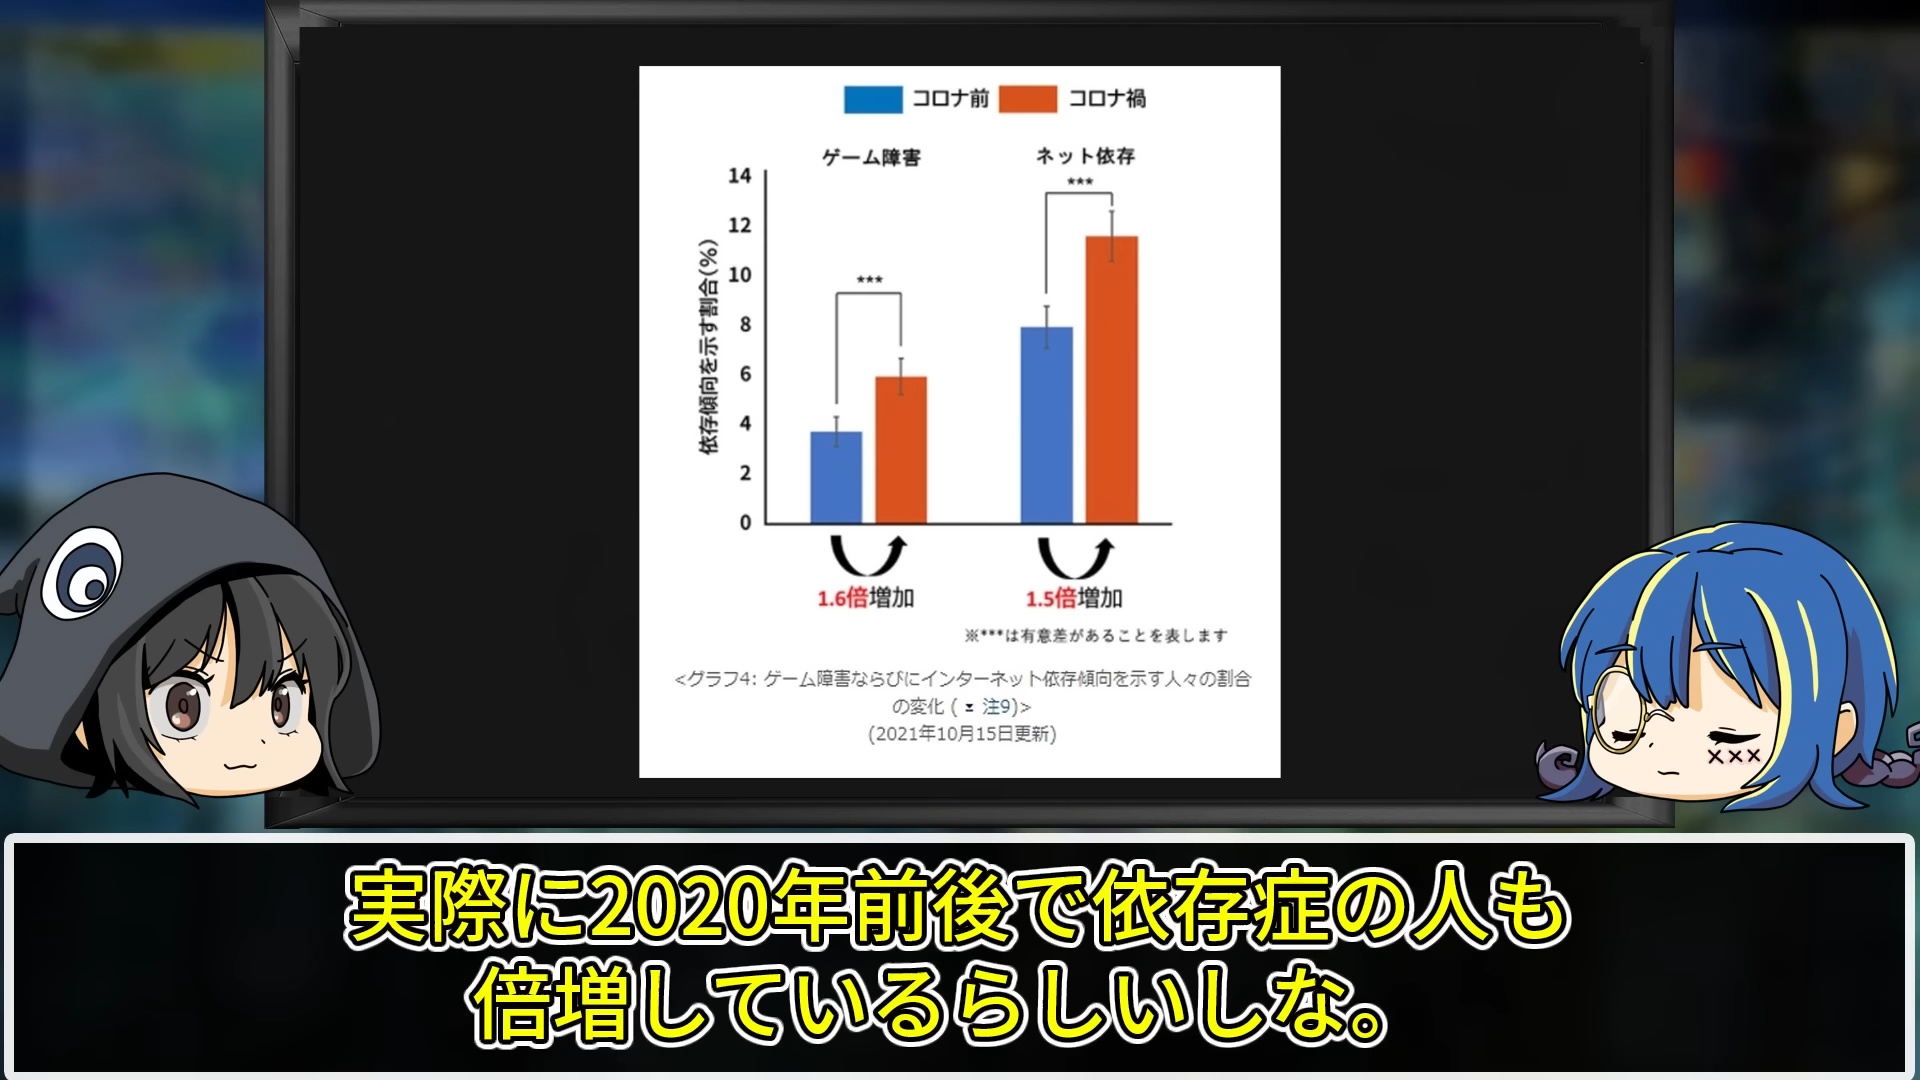 コロナ前 コロナ禍
ゲーム障害 ネット依存
***
***
14
12
10
8
6
4
2
0
依存傾向を示す割合(%)
1.6倍増加 1.5倍増加
※***は有意差があることを表します
<グラフ4: ゲーム障害ならびにインターネット依存傾向を示す人々の割合
の変化 ( 注9)>
(2021年10月15日更新)
×××
実際に2020年前後で依存症の人も
倍増しているらしいしな。